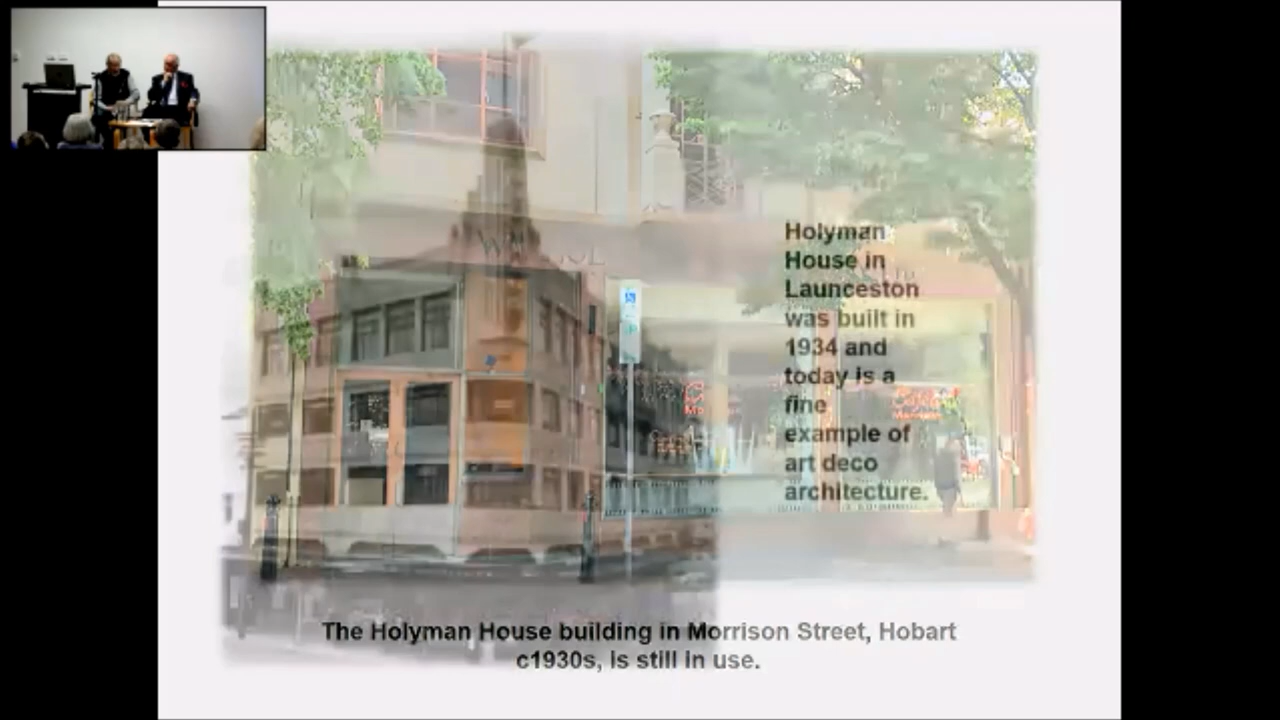 Holyman
House in
Launceston
was built in
1934 and
today is a
fine
example of
art deco
architecture.
The Holyman House building in Morrison Street, Hobart
c1930s, is still in use.